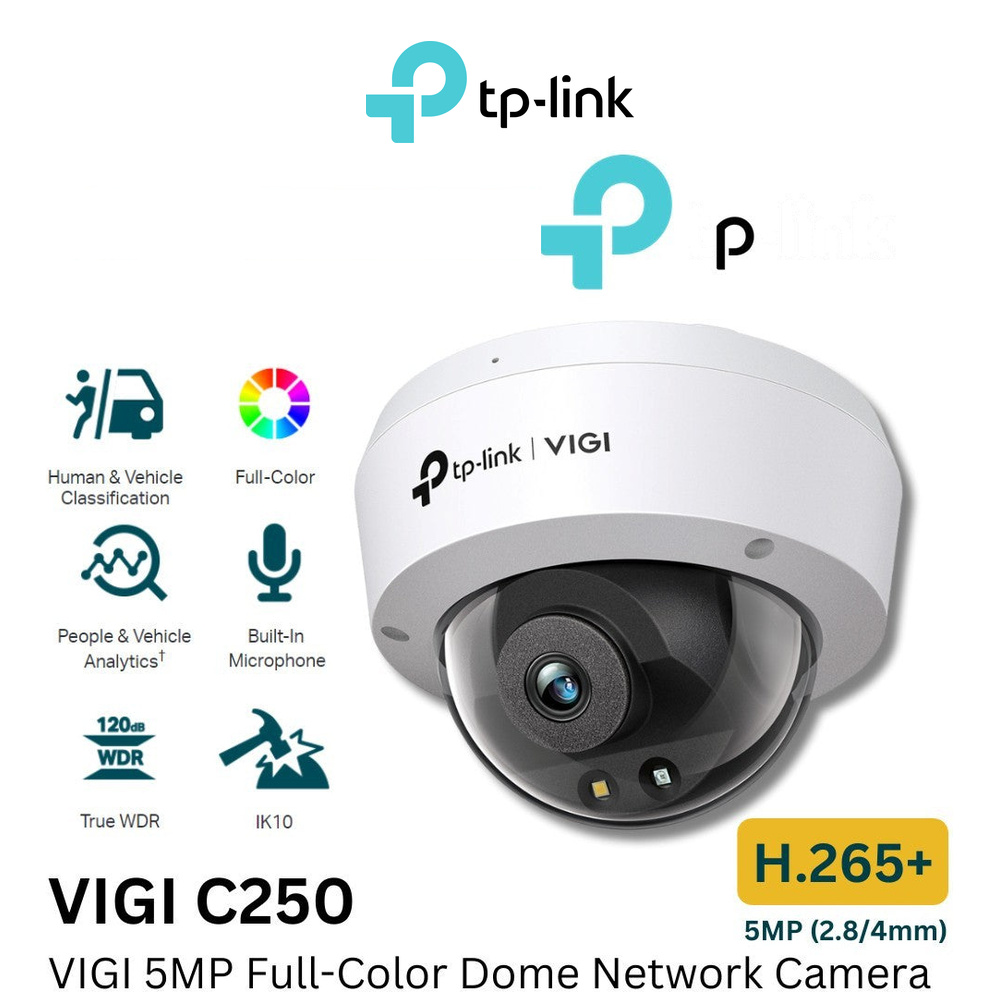 tp-link
p-link
tp-link | VIGI
Human & Vehicle
Classification
Full-Color
People & Vehicle
Analytics†
Built-In
Microphone
120dB
WDR
True WDR
IK10
H.265+
5MP (2.8/4mm)
VIGI C250
VIGI 5MP Full-Color Dome Network Camera